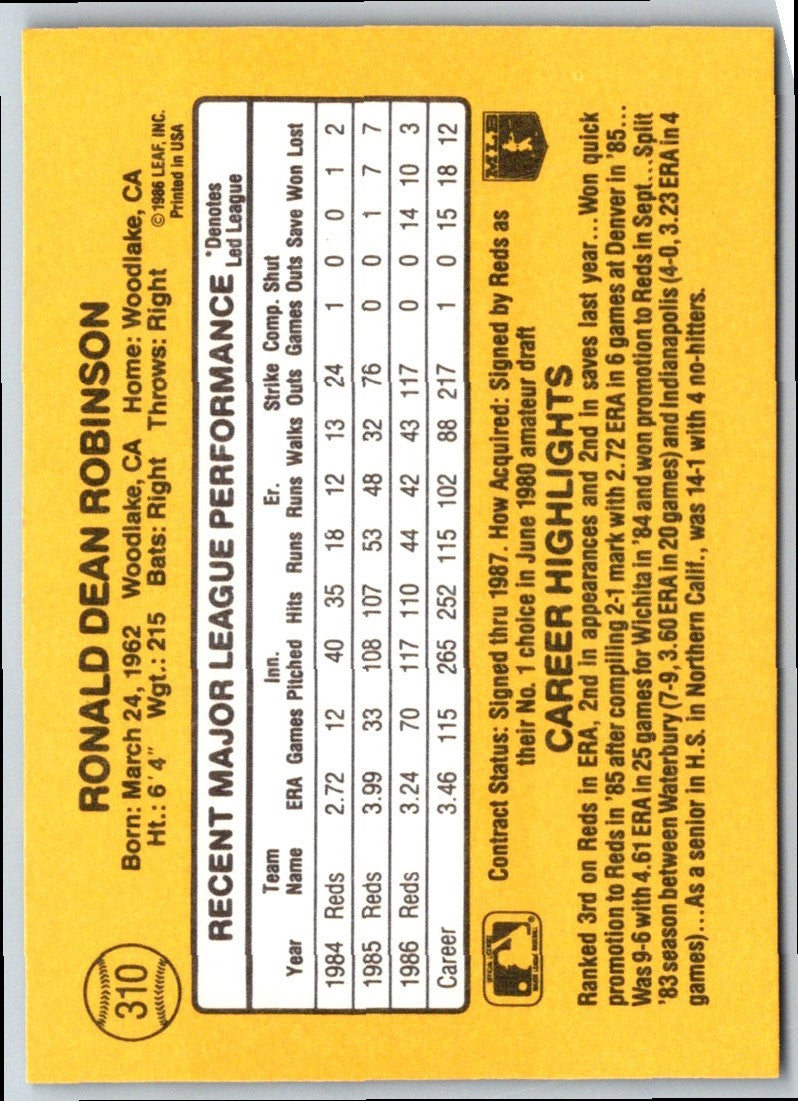 310
RONALD DEAN ROBINSON
Born: March 24, 1962 Woodlake, CA Home: Woodlake, CA
Ht.: 6'4" Wgt.: 215 Bats: Right Throws: Right
© 1986 LEAF, INC.
Printed in USA
RECENT MAJOR LEAGUE PERFORMANCE *Denotes Led League
Year Team Name ERA Games Inn. Pitched Hits Runs Er. Runs Walks Strike Outs Comp. Games Shut Outs Save Won Lost
1984 Reds 2.72 12 40 35 18 12 13 24 1 0 0 1 2
1985 Reds 3.99 33 108 107 53 48 32 76 0 0 1 7 7
1986 Reds 3.24 70 117 110 44 42 43 117 0 0 14 10 3
Career 3.46 115 265 252 115 102 88 217 1 0 15 18 12
Contract Status: Signed thru 1987. How Acquired: Signed by Reds as
their No. 1 choice in June 1980 amateur draft
MLB
CAREER HIGHLIGHTS
Ranked 3rd on Reds in ERA, 2nd in appearances and 2nd in saves last year...Won quick
promotion to Reds in '85 after compiling 2-1 mark with 2.72 ERA in 6 games at Denver in '85...
Was 9-6 with 4.61 ERA in 25 games for Wichita in '84 and won promotion to Reds in Sept...Split
'83 season between Waterbury (7-9, 3.60 ERA in 20 games) and Indianapolis (4-0, 3.23 ERA in 4
games)...As a senior in H.S. in Northern Calif., was 14-1 with 4 no-hitters.